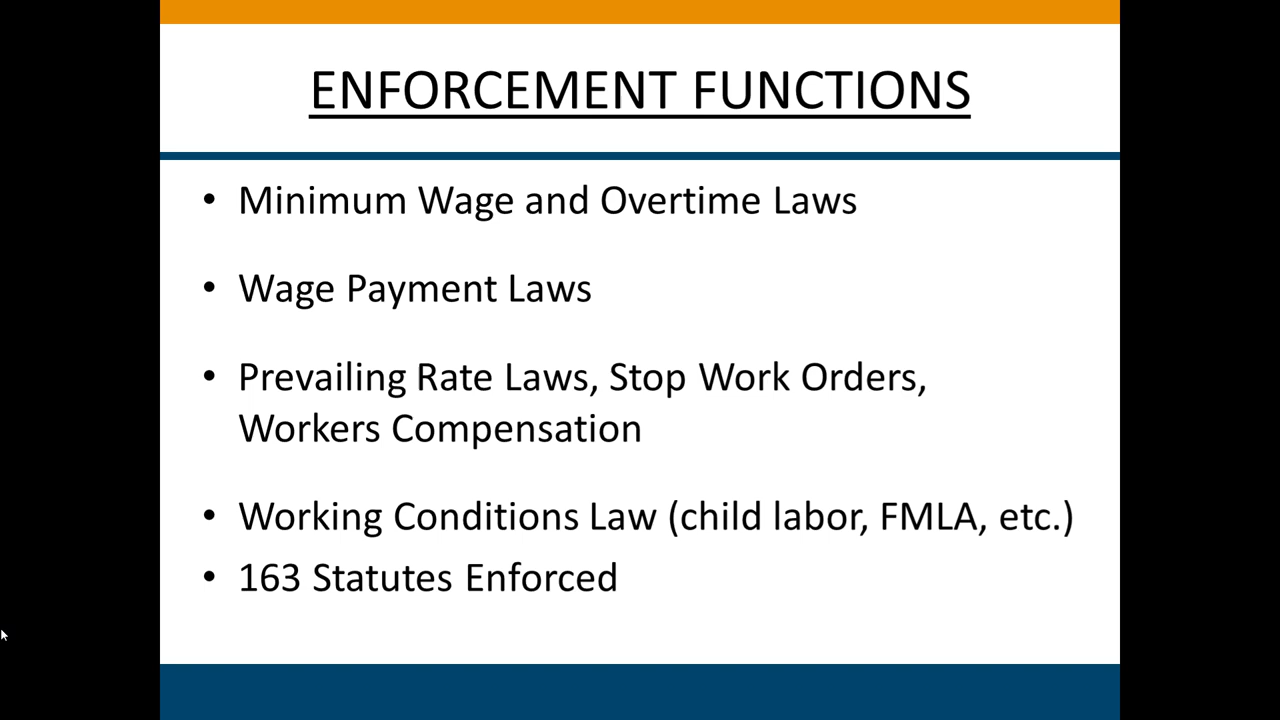 ENFORCEMENT FUNCTIONS
• Minimum Wage and Overtime Laws
• Wage Payment Laws
• Prevailing Rate Laws, Stop Work Orders,
Workers Compensation
• Working Conditions Law (child labor, FMLA, etc.)
• 163 Statutes Enforced